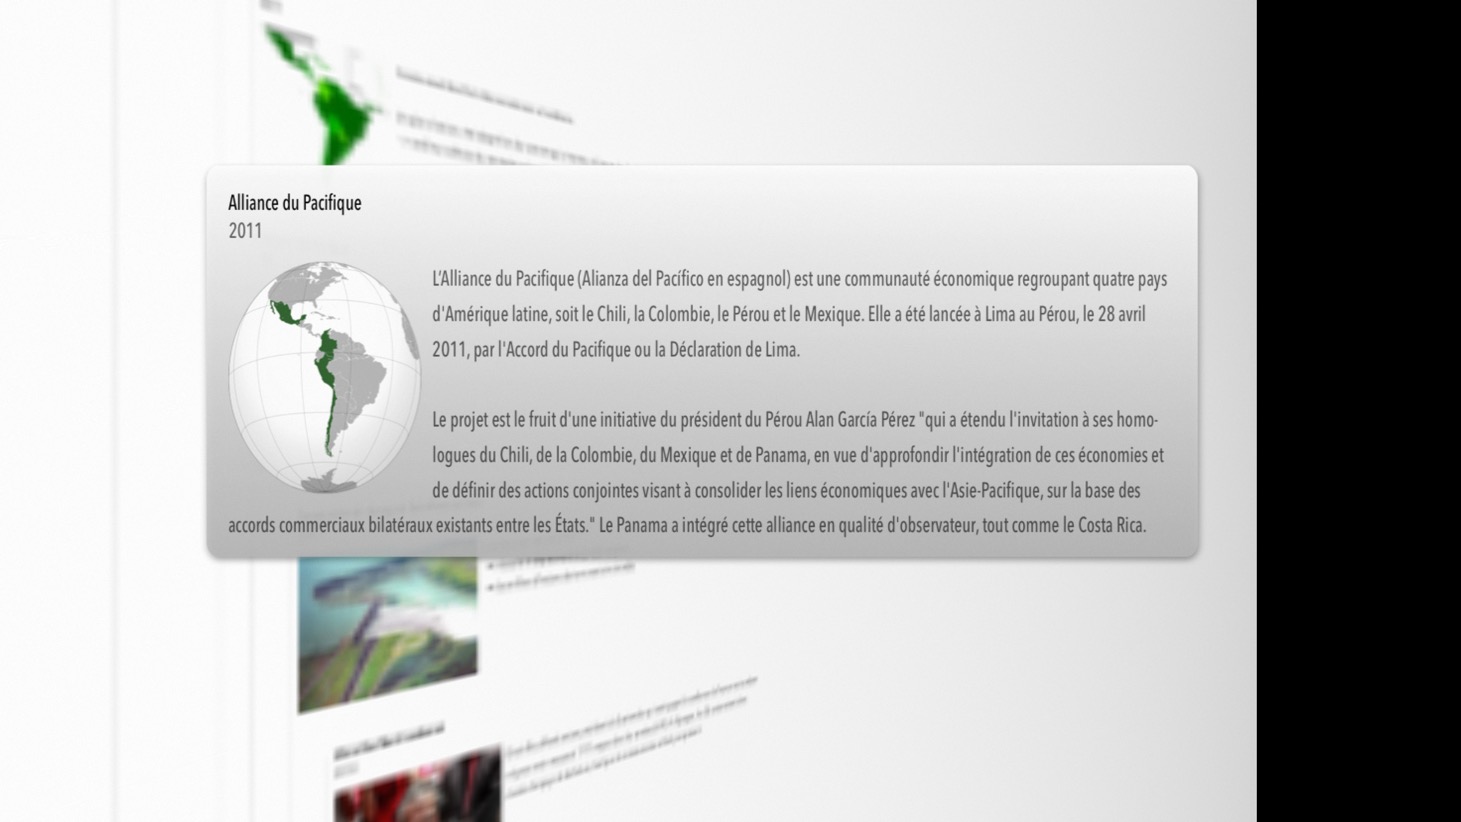 Alliance du Pacifique
2011
L'Alliance du Pacifique (Alianza del Pacífico en espagnol) est une communauté économique regroupant quatre pays
d'Amérique latine, soit le Chili, la Colombie, le Pérou et le Mexique. Elle a été lancée à Lima au Pérou, le 28 avril
2011, par l'Accord du Pacifique ou la Déclaration de Lima.
Le projet est le fruit d'une initiative du président du Pérou Alan García Pérez "qui a étendu l'invitation à ses homo-
logues du Chili, de la Colombie, du Mexique et de Panama, en vue d'approfondir l'intégration de ces économies et
de définir des actions conjointes visant à consolider les liens économiques avec l'Asie-Pacifique, sur la base des
accords commerciaux bilatéraux existants entre les États." Le Panama a intégré cette alliance en qualité d'observateur, tout comme le Costa Rica.